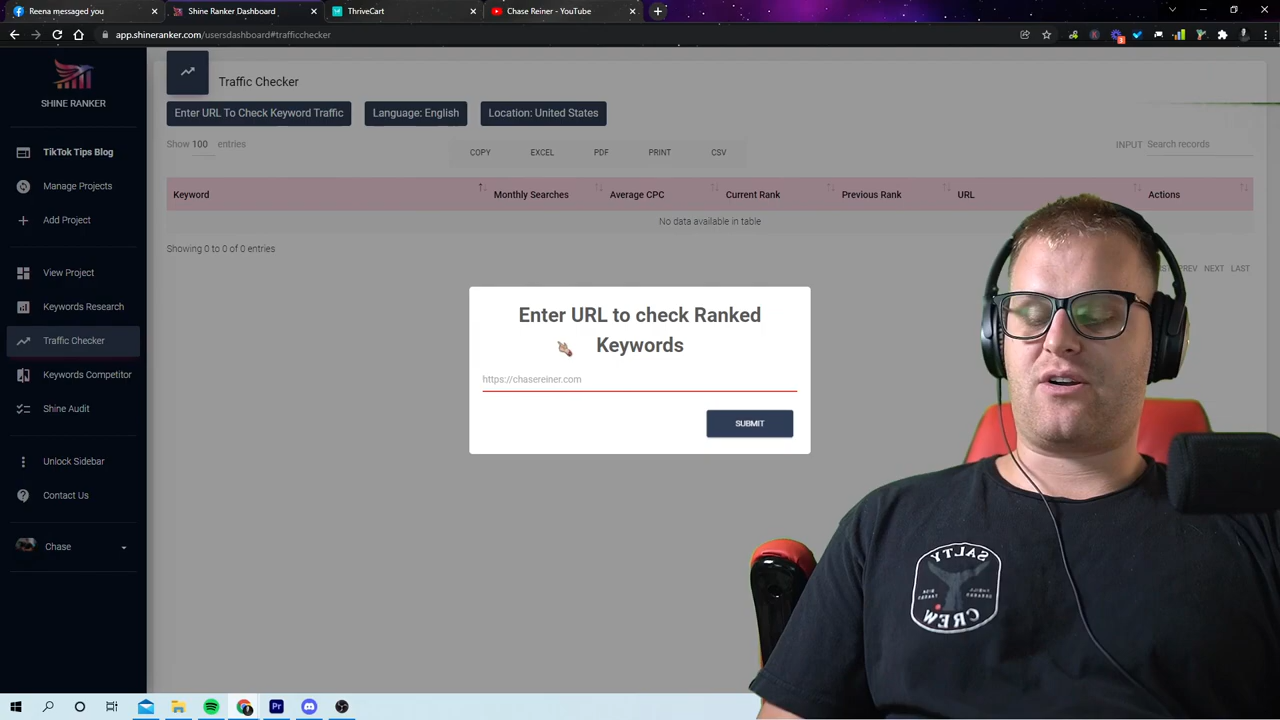 Reena messaged you
Shine Ranker Dashboard
ThriveCart
Chase Reiner - YouTube
app.shineranker.com/usersdashboard#trafficchecker
3
SHINE RANKER
TikTok Tips Blog
Manage Projects
Add Project
View Project
Keywords Research
Traffic Checker
Keywords Competitor
Shine Audit
Unlock Sidebar
Contact Us
Chase
Traffic Checker
Enter URL To Check Keyword Traffic
Language: English
Location: United States
Show 100 entries
COPY EXCEL PDF PRINT CSV
INPUT Search records
Keyword Monthly Searches Average CPC Current Rank Previous Rank URL Actions
No data available in table
Showing 0 to 0 of 0 entries
PREV NEXT LAST
Enter URL to check Ranked
Keywords
https://chasereiner.com
SUBMIT
SALTY
CREW
Pr